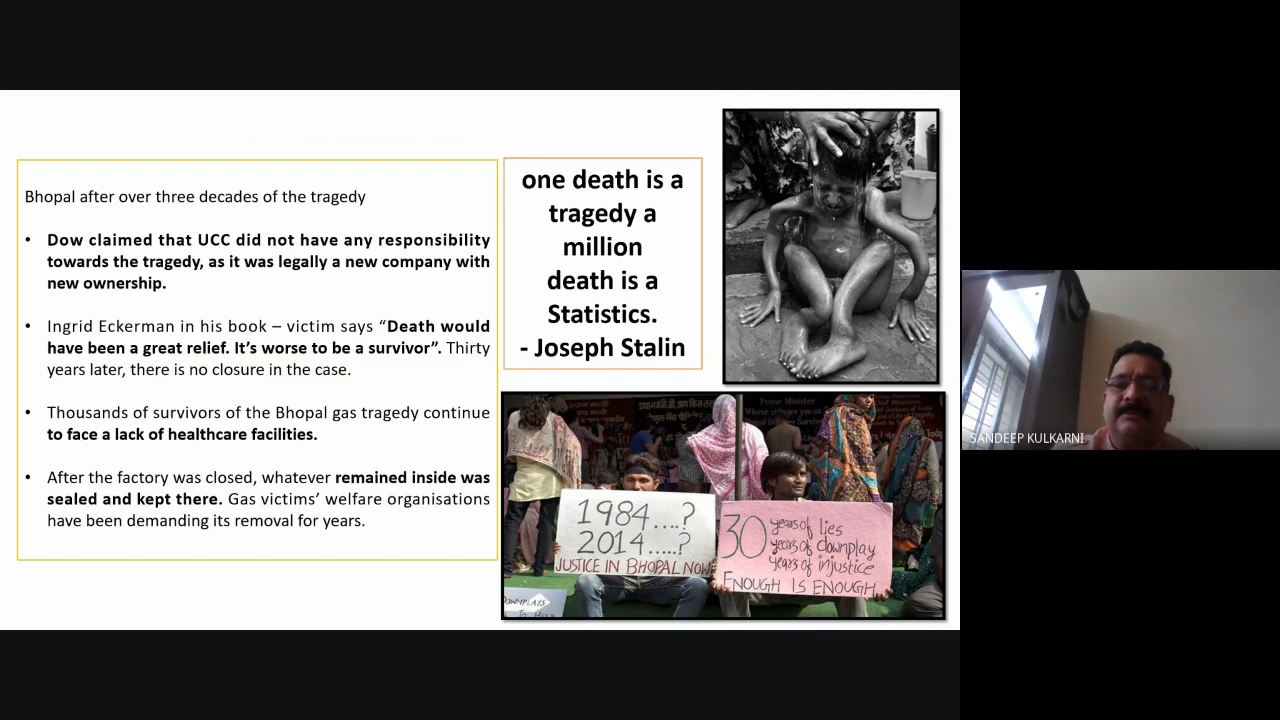 Bhopal after over three decades of the tragedy
• Dow claimed that UCC did not have any responsibility
towards the tragedy, as it was legally a new company with
new ownership.
• Ingrid Eckerman in his book – victim says “Death would
have been a great relief. It’s worse to be a survivor”. Thirty
years later, there is no closure in the case.
• Thousands of survivors of the Bhopal gas tragedy continue
to face a lack of healthcare facilities.
• After the factory was closed, whatever remained inside was
sealed and kept there. Gas victims’ welfare organisations
have been demanding its removal for years.
one death is a
tragedy a
million
death is a
Statistics.
- Joseph Stalin
Prime Minister
1984....?
2014.....?
JUSTICE IN BHOPAL NOW
30 years of lies
years of downplay
years of injustice
ENOUGH IS ENOUGH
DOWNPLAYS
SANDEEP KULKARNI